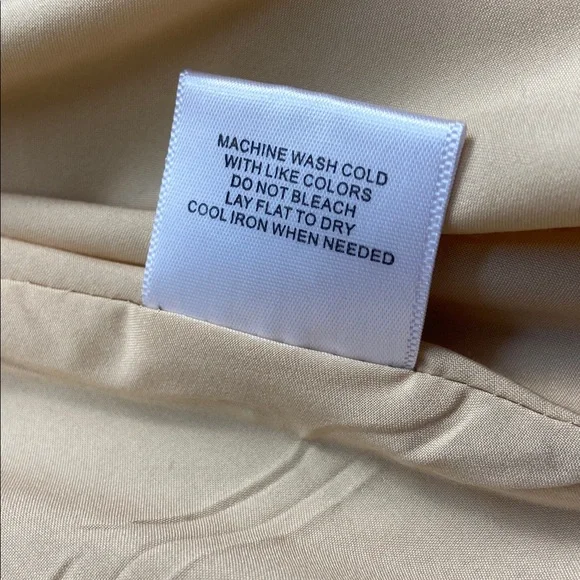 MACHINE WASH COLD
WITH LIKE COLORS
DO NOT BLEACH
LAY FLAT TO DRY
COOL IRON WHEN NEEDED